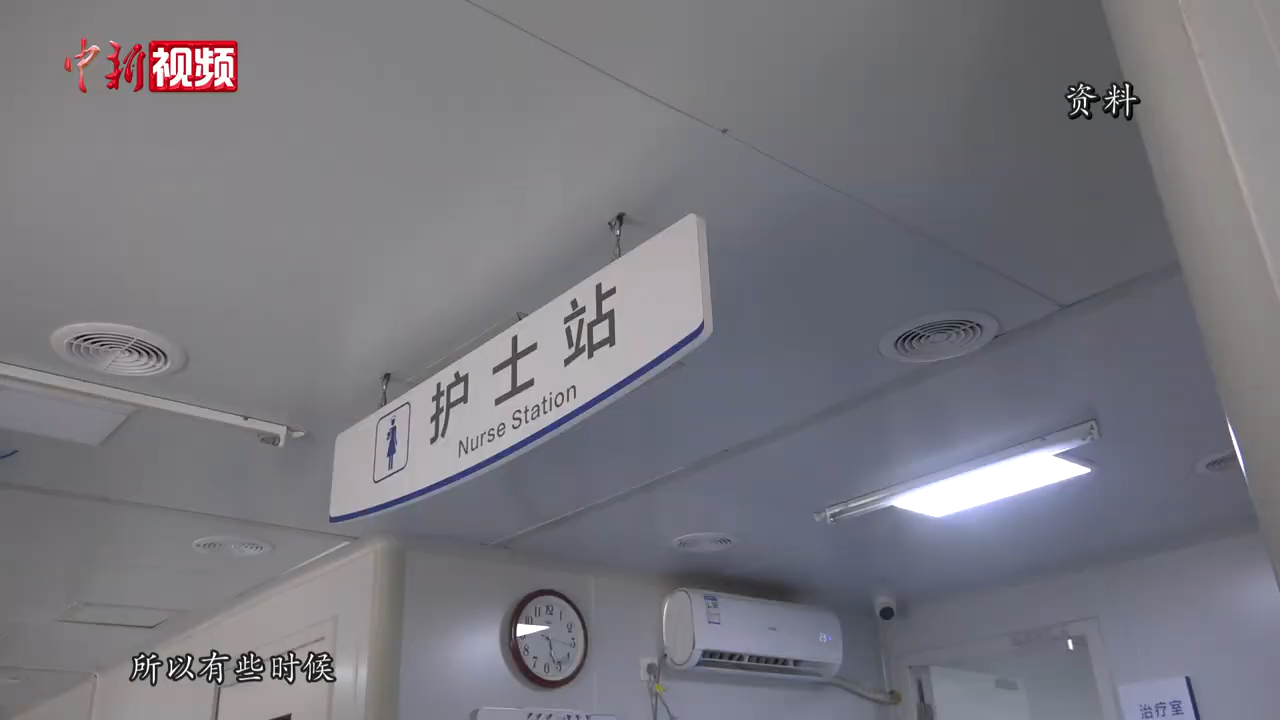 中新视频
资料
护士站
Nurse Station
所以有些时候
治疗室